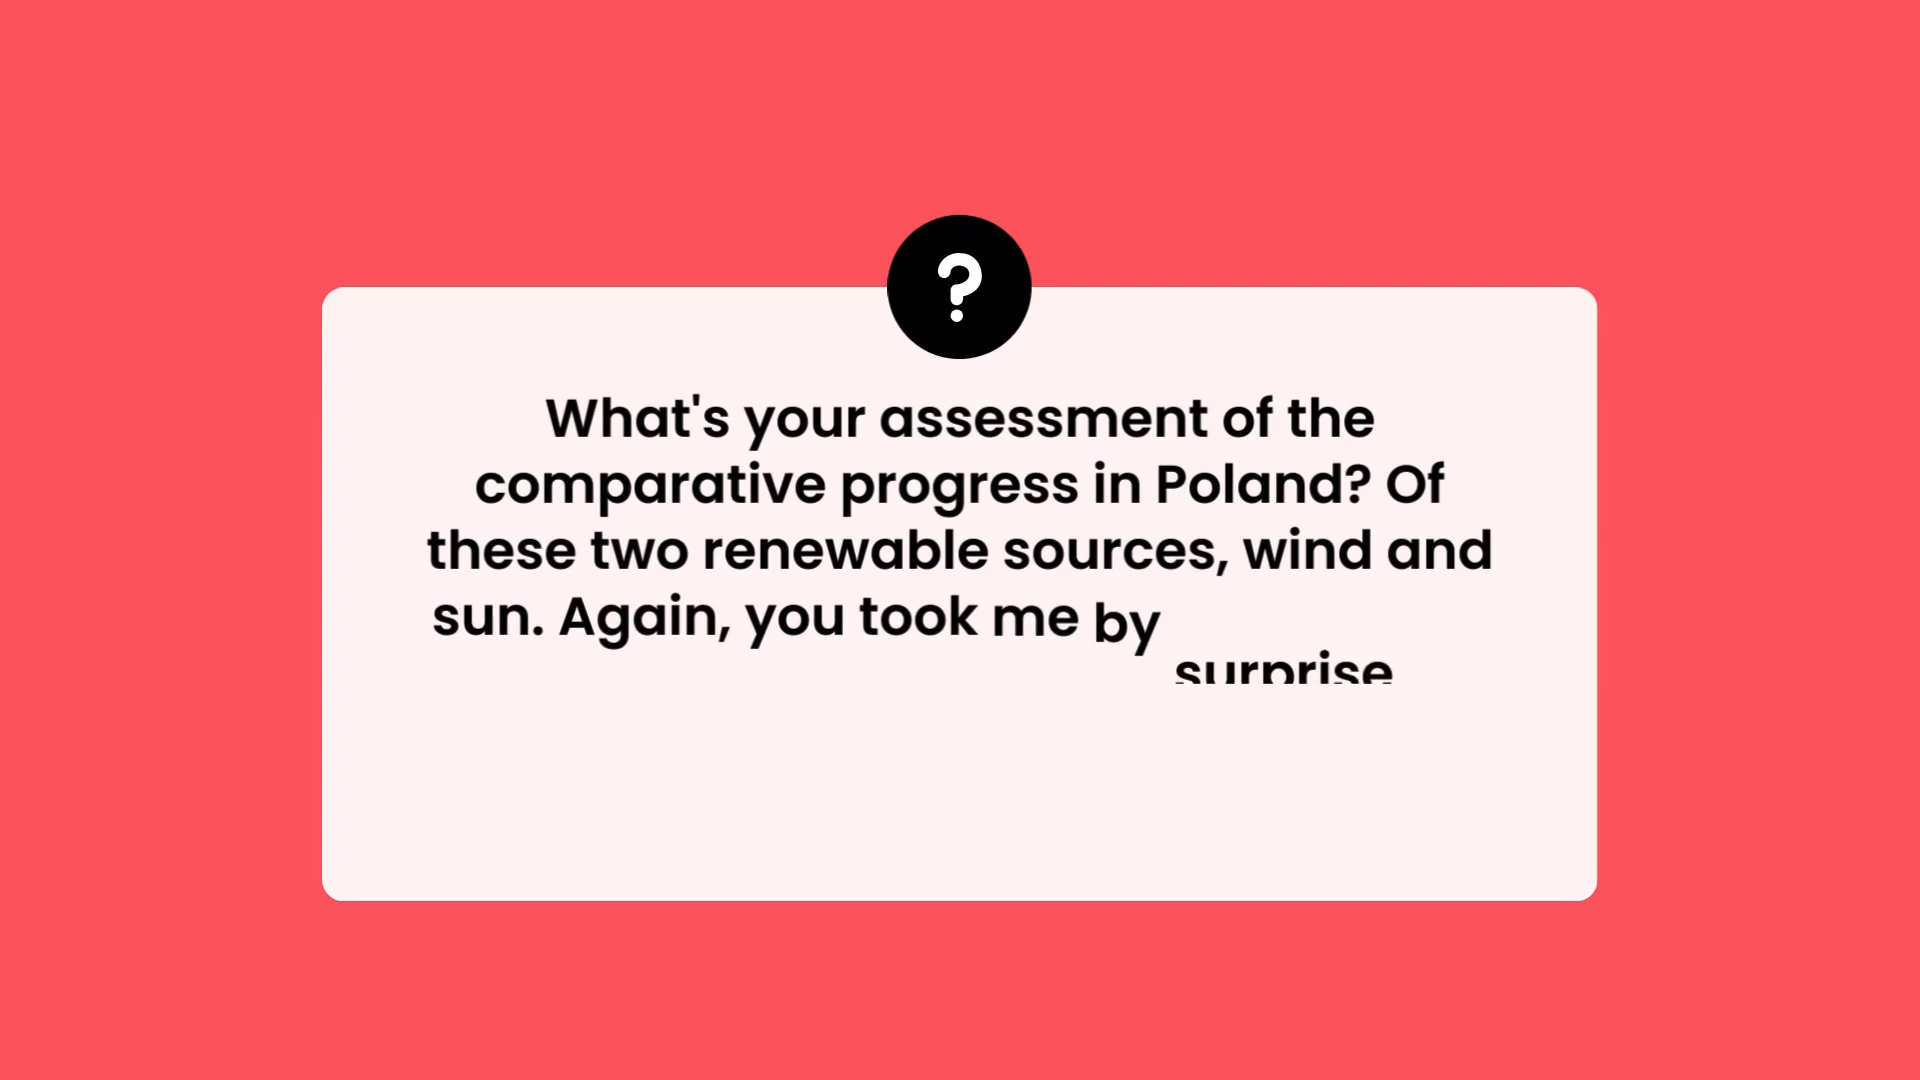 ?
What's your assessment of the
comparative progress in Poland? Of
these two renewable sources, wind and
sun. Again, you took me by
surprise